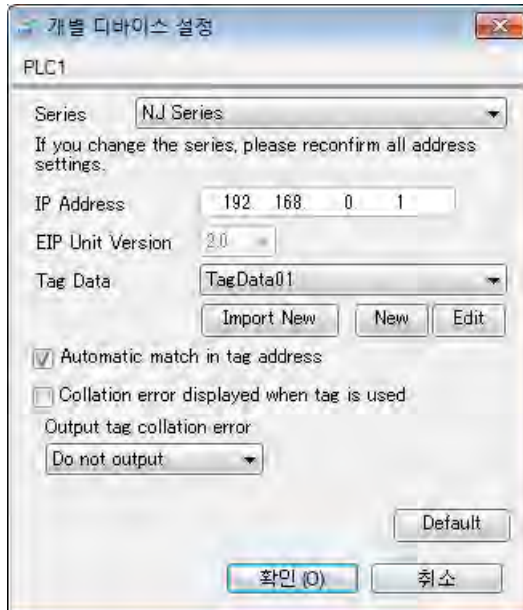 개별 디바이스 설정
PLC1
Series NJ Series
If you change the series, please reconfirm all address
settings.
IP Address 192 168 0 1
EIP Unit Version 2.0
Tag Data TagData01
Import New New Edit
Automatic match in tag address
Collation error displayed when tag is used
Output tag collation error
Do not output
Default
확인 (O) 취소